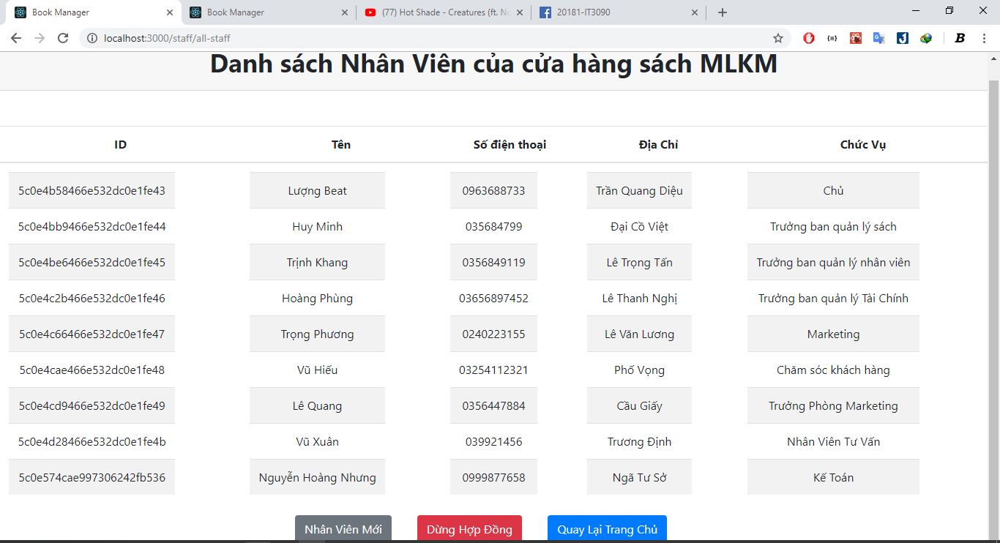 Book Manager
Book Manager
(77) Hot Shade - Creatures (ft. No
20181-IT3090
localhost:3000/staff/all-staff
Danh sách Nhân Viên của cửa hàng sách MLKM
ID Tên Số điện thoại Địa Chỉ Chức Vụ
5c0e4b58466e532dc0e1fe43 Lượng Beat 0963688733 Trần Quang Diệu Chủ
5c0e4bb9466e532dc0e1fe44 Huy Minh 035684799 Đại Cồ Việt Trưởng ban quản lý sách
5c0e4be6466e532dc0e1fe45 Trịnh Khang 0356849119 Lê Trọng Tấn Trưởng ban quản lý nhân viên
5c0e4c2b466e532dc0e1fe46 Hoàng Phùng 03656897452 Lê Thanh Nghị Trưởng ban quản lý Tài Chính
5c0e4c66466e532dc0e1fe47 Trọng Phương 0240223155 Lê Văn Lương Marketing
5c0e4cae466e532dc0e1fe48 Vũ Hiếu 03254112321 Phố Vọng Chăm sóc khách hàng
5c0e4cd9466e532dc0e1fe49 Lê Quang 0356447884 Cầu Giấy Trưởng Phòng Marketing
5c0e4d28466e532dc0e1fe4b Vũ Xuân 039921456 Trương Định Nhân Viên Tư Vấn
5c0e574cae997306242fb536 Nguyễn Hoàng Nhưng 0999877658 Ngã Tư Sở Kế Toán
Nhân Viên Mới Dừng Hợp Đồng Quay Lại Trang Chủ